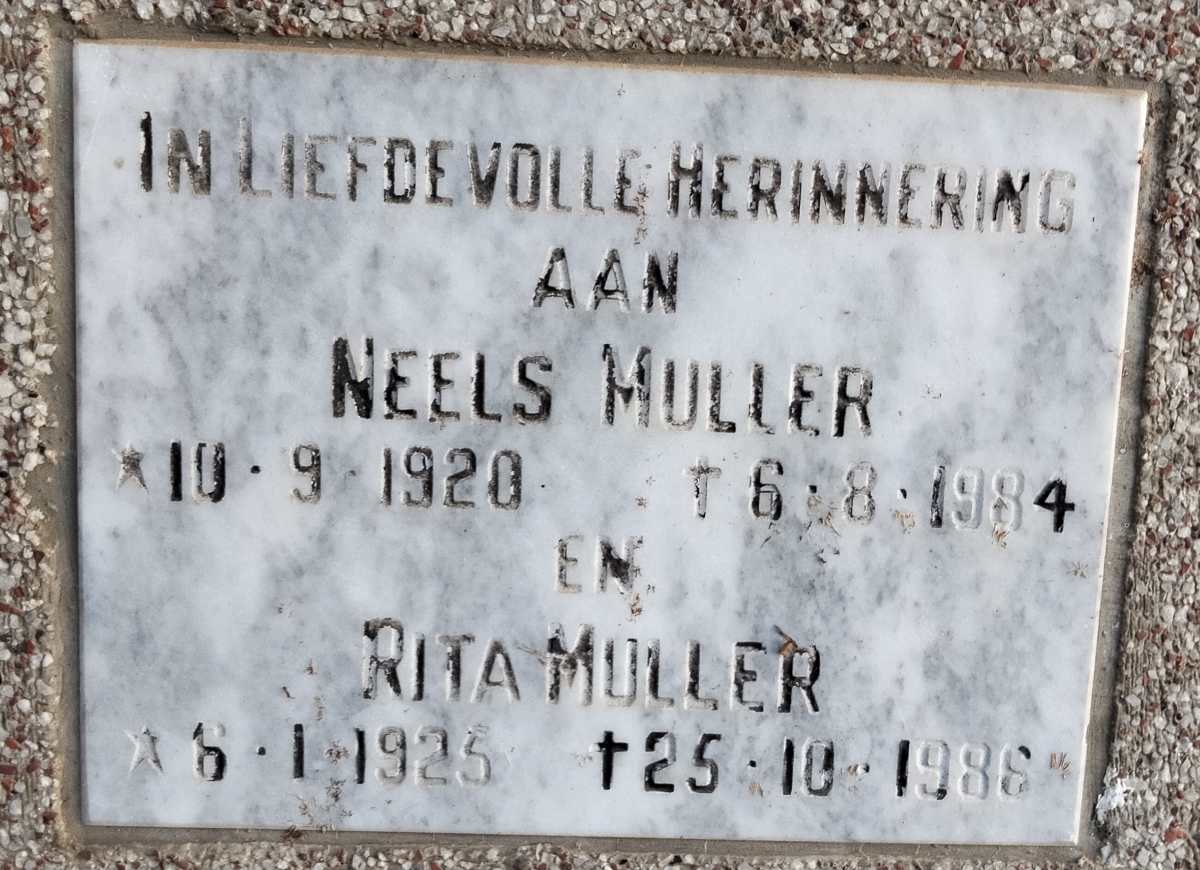 IN LIEFDEVOLLE HERINNERING
AAN
NEELS MULLER
★ 10 · 9 · 1920 † 6 · 8 · 1984
EN
RITA MULLER
★ 6 · 1 · 1925 † 25 · 10 · 1986